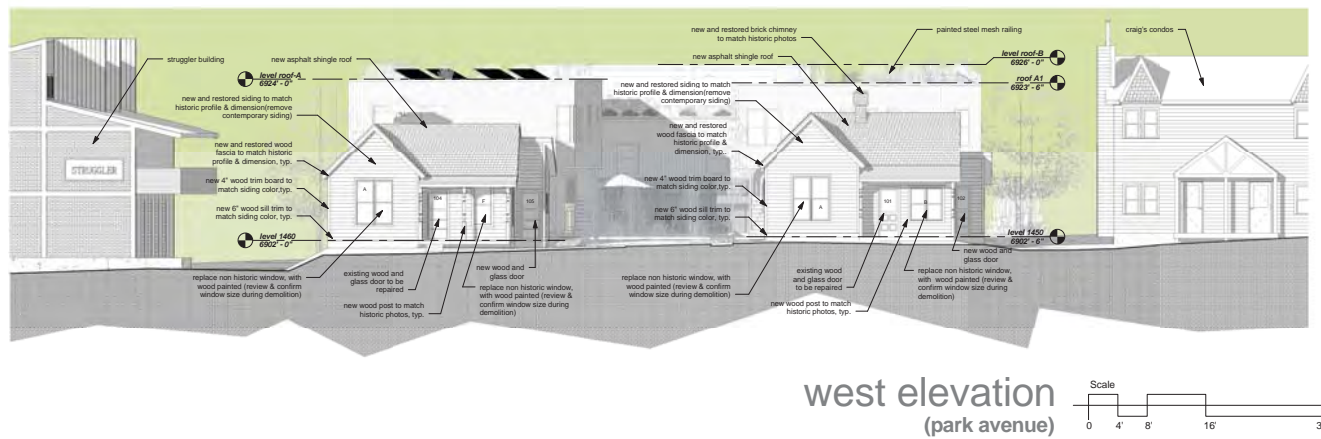 struggler building
new asphalt shingle roof
level roof-A
6924' - 0"
new and restored siding to match
historic profile & dimension(remove
contemporary siding)
new and restored wood
fascia to match historic
profile & dimension, typ.
new 4" wood trim board to
match siding color,typ.
new 6" wood sill trim to
match siding color, typ.
level 1460
6902' - 0"
STRUGGLER
A
104
F
105
replace non historic window, with
wood painted (review & confirm
window size during demolition)
existing wood and
glass door to be
repaired
new wood post to match
historic photos, typ.
new wood and
glass door
replace non historic window,
with wood painted (review &
confirm window size during
demolition)
new and restored brick chimney
to match historic photos
new asphalt shingle roof
painted steel mesh railing
craig's condos
level roof-B
6926' - 0"
roof A1
6923' - 6"
new and restored siding to match
historic profile & dimension(remove
contemporary siding)
new and restored
wood fascia to match
historic profile &
dimension, typ..
new 4" wood trim board to
match siding color,typ.
new 6" wood sill trim to
match siding color, typ.
A
101
B
102
level 1450
6902' - 6"
replace non historic window, with
wood painted (review & confirm
window size during demolition)
existing wood
and glass door
to be repaired
new wood post to match
historic photos, typ.
new wood and
glass door
replace non historic window,
with wood painted (review &
confirm window size during
demolition)
west elevation
(park avenue)
Scale
0 4' 8' 16'